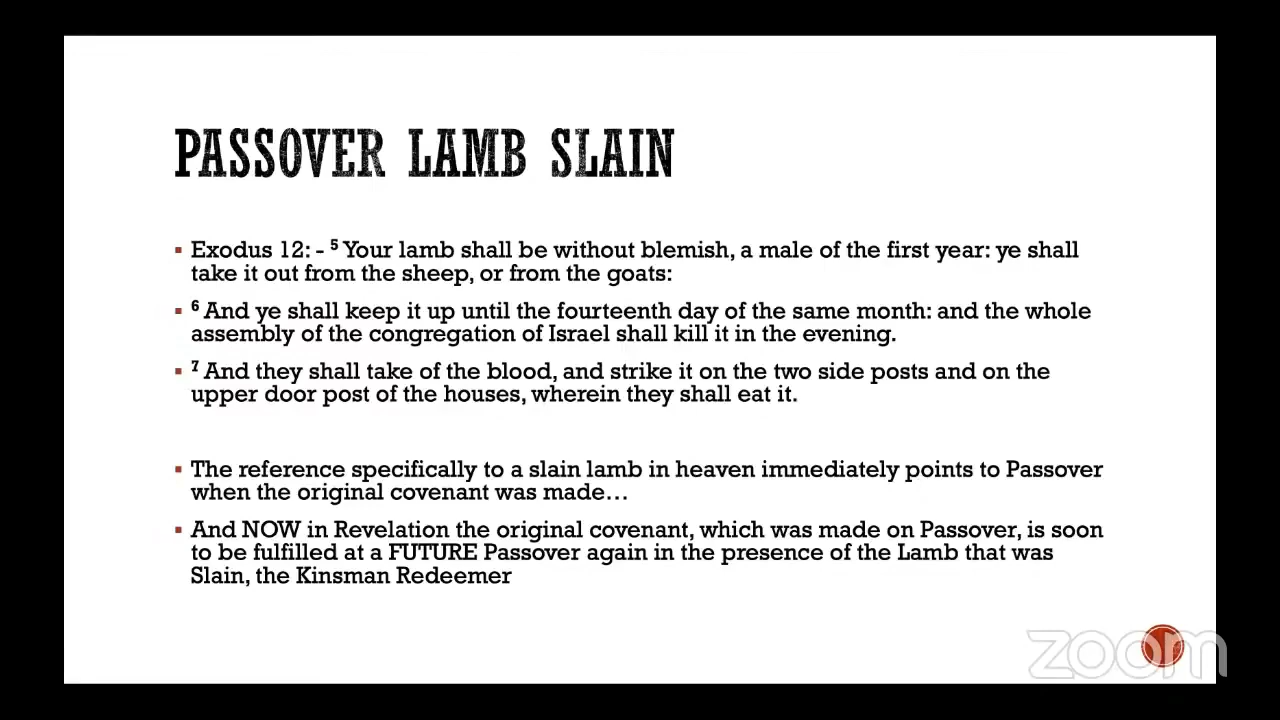 PASSOVER LAMB SLAIN
▪ Exodus 12: - ⁵ Your lamb shall be without blemish, a male of the first year: ye shall
take it out from the sheep, or from the goats:
▪ ⁶ And ye shall keep it up until the fourteenth day of the same month: and the whole
assembly of the congregation of Israel shall kill it in the evening.
▪ ⁷ And they shall take of the blood, and strike it on the two side posts and on the
upper door post of the houses, wherein they shall eat it.
▪ The reference specifically to a slain lamb in heaven immediately points to Passover
when the original covenant was made…
▪ And NOW in Revelation the original covenant, which was made on Passover, is soon
to be fulfilled at a FUTURE Passover again in the presence of the Lamb that was
Slain, the Kinsman Redeemer
zoom